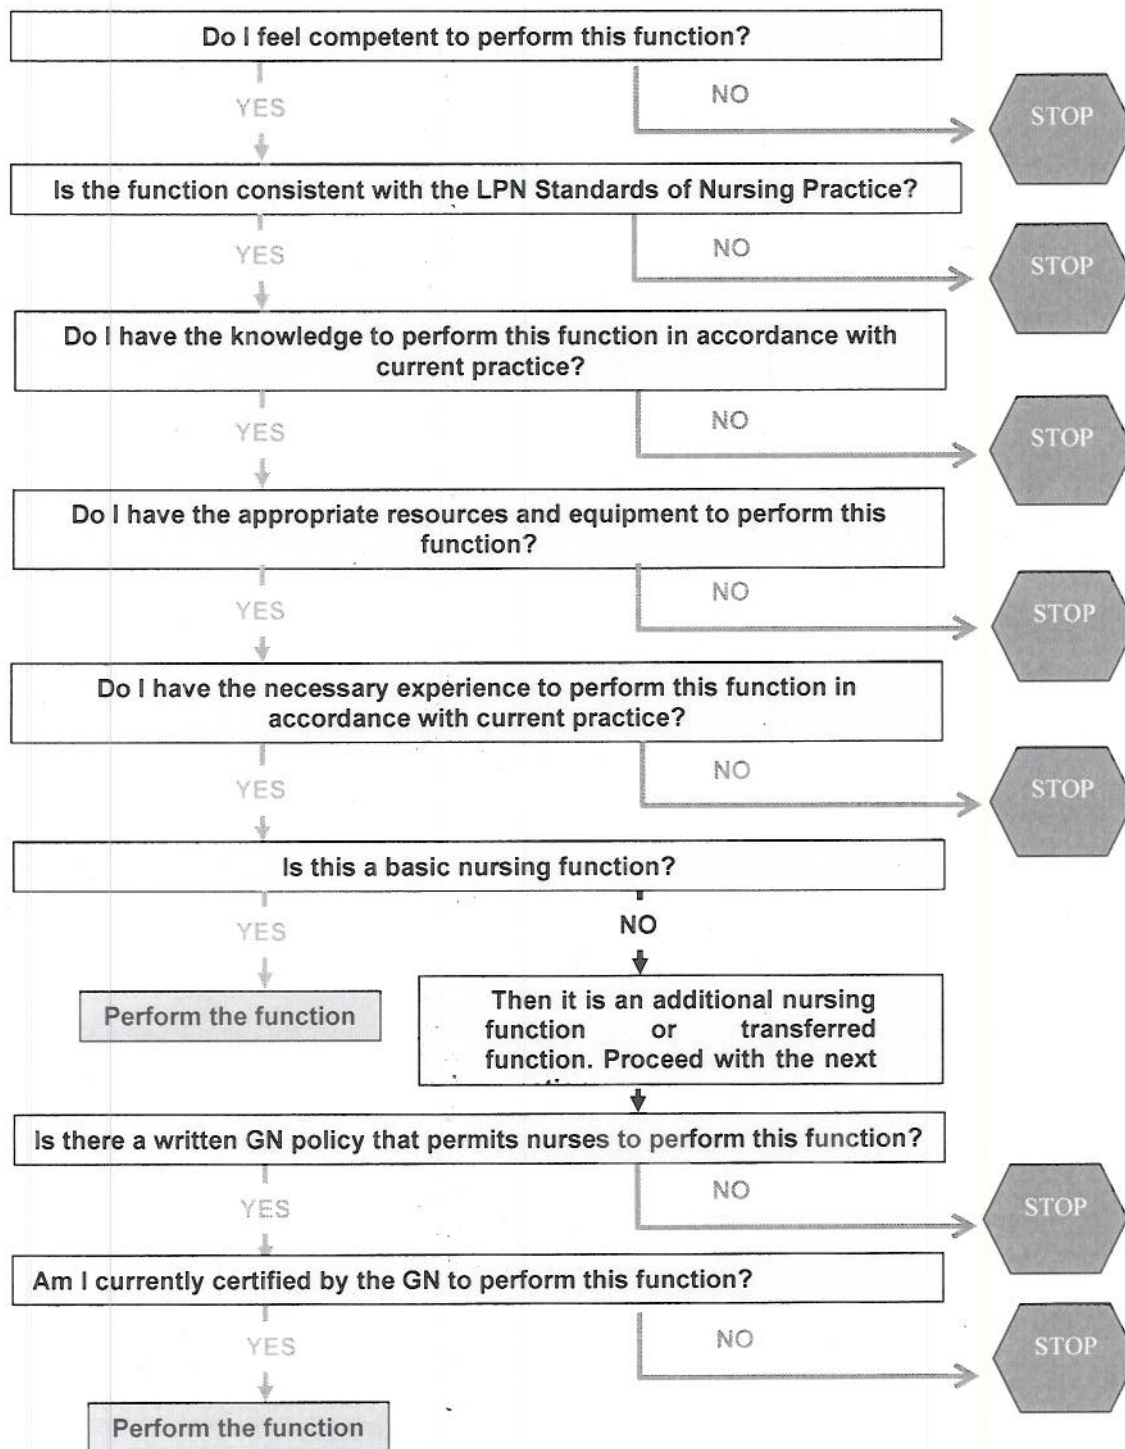 Do I feel competent to perform this function?
YES
NO
STOP
Is the function consistent with the LPN Standards of Nursing Practice?
YES
NO
STOP
Do I have the knowledge to perform this function in accordance with
current practice?
YES
NO
STOP
Do I have the appropriate resources and equipment to perform this
function?
YES
NO
STOP
Do I have the necessary experience to perform this function in
accordance with current practice?
YES
NO
STOP
Is this a basic nursing function?
YES
NO
Perform the function
Then it is an additional nursing
function or transferred
function. Proceed with the next
Is there a written GN policy that permits nurses to perform this function?
YES
NO
STOP
Am I currently certified by the GN to perform this function?
YES
NO
STOP
Perform the function